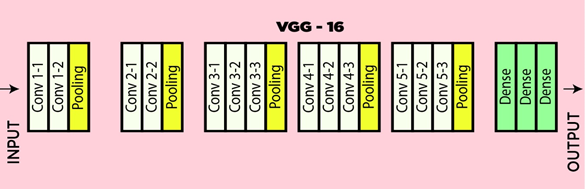 VGG - 16
INPUT
Conv 1-1
Conv 1-2
Pooling
Conv 2-1
Conv 2-2
Pooling
Conv 3-1
Conv 3-2
Conv 3-3
Pooling
Conv 4-1
Conv 4-2
Conv 4-3
Pooling
Conv 5-1
Conv 5-2
Conv 5-3
Pooling
Dense
Dense
Dense
OUTPUT